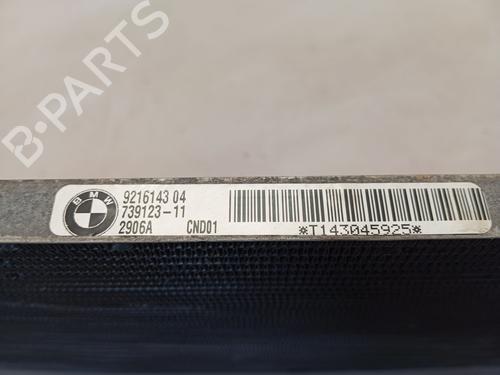 BMW
9216143 04
739123-11
2906A CND01
*T143045925*
B-PARTS